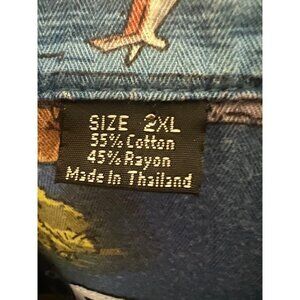 SIZE 2XL
55% Cotton
45% Rayon
Made in Thailand